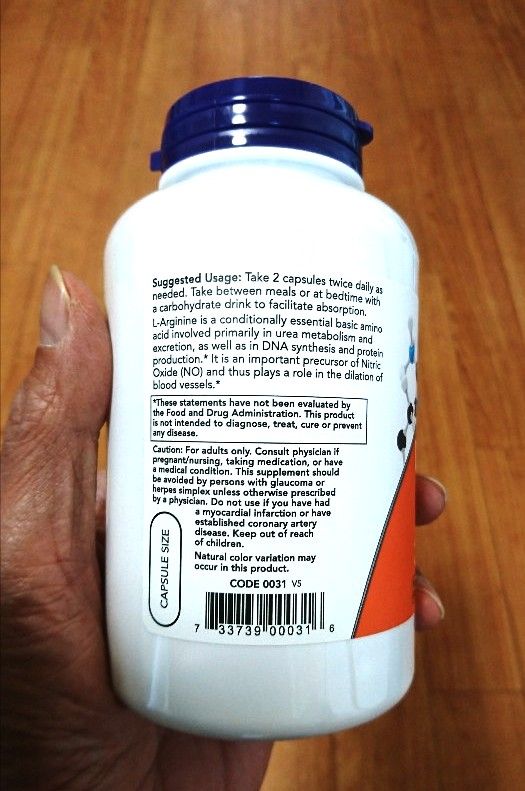 Suggested Usage: Take 2 capsules twice daily as
needed. Take between meals or at bedtime with
a carbohydrate drink to facilitate absorption.
L-Arginine is a conditionally essential basic amino
acid involved primarily in urea metabolism and
excretion, as well as in DNA synthesis and protein
production.* It is an important precursor of Nitric
Oxide (NO) and thus plays a role in the dilation of
blood vessels.*
*These statements have not been evaluated by
the Food and Drug Administration. This product
is not intended to diagnose, treat, cure or prevent
any disease.
Caution: For adults only. Consult physician if
pregnant/nursing, taking medication, or have
a medical condition. This supplement should
be avoided by persons with glaucoma or
herpes simplex unless otherwise prescribed
by a physician. Do not use if you have had
a myocardial infarction or have
established coronary artery
disease. Keep out of reach
of children.
Natural color variation may
occur in this product.
CAPSULE SIZE
CODE 0031 V5
7 33739 00031 6